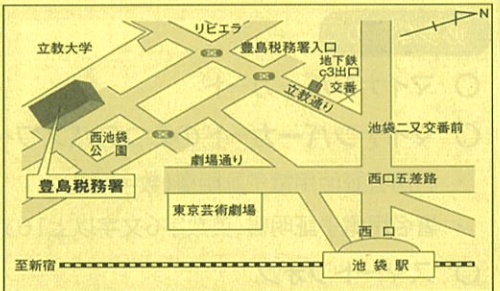 リビエラ
N
立教大学
豊島税務署入口
地下鉄
c3出口
交番
立教通り
西池袋
公園
池袋二又交番前
劇場通り
豊島税務署
西口五差路
東京芸術劇場
西口
至新宿
池袋駅